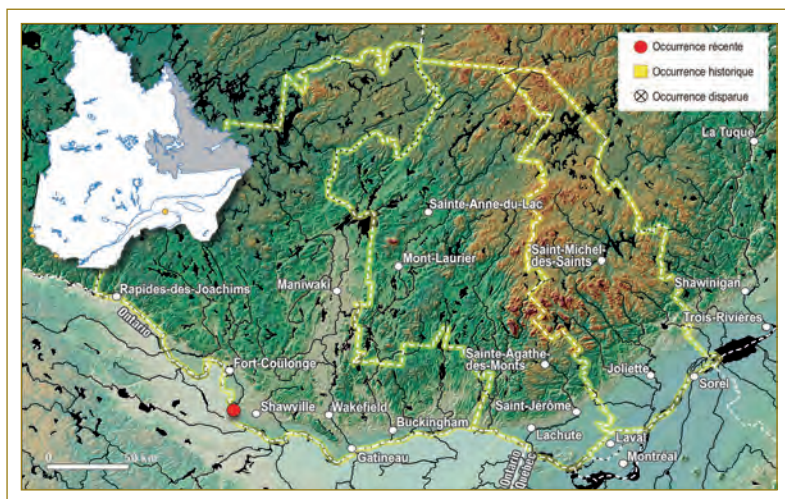 Occurrence récente
Occurrence historique
Occurrence disparue
La Tuque
Sainte-Anne-du-Lac
Saint-Michel-
des-Saints
Mont-Laurier
Maniwaki
Rapides-des-Joachims
Shawinigan
Trois-Rivières
Ontario
Fort-Coulonge
Sainte-Agathe-
des-Monts
Joliette
Sorel
Shawville
Wakefield
Saint-Jérôme
Buckingham
Lachute
Laval
Gatineau
Montréal
Ontario
Québec
0 50 km